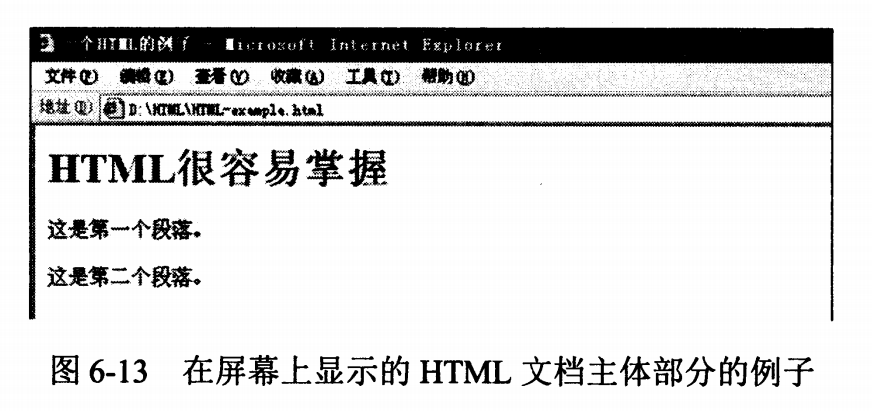 一个HTML的例子 - Microsoft Internet Explorer
文件(F) 编辑(E) 查看(V) 收藏(A) 工具(T) 帮助(H)
地址(D) D:\HTML\HTML-example.html
HTML很容易掌握
这是第一个段落。
这是第二个段落。
图 6-13 在屏幕上显示的 HTML 文档主体部分的例子